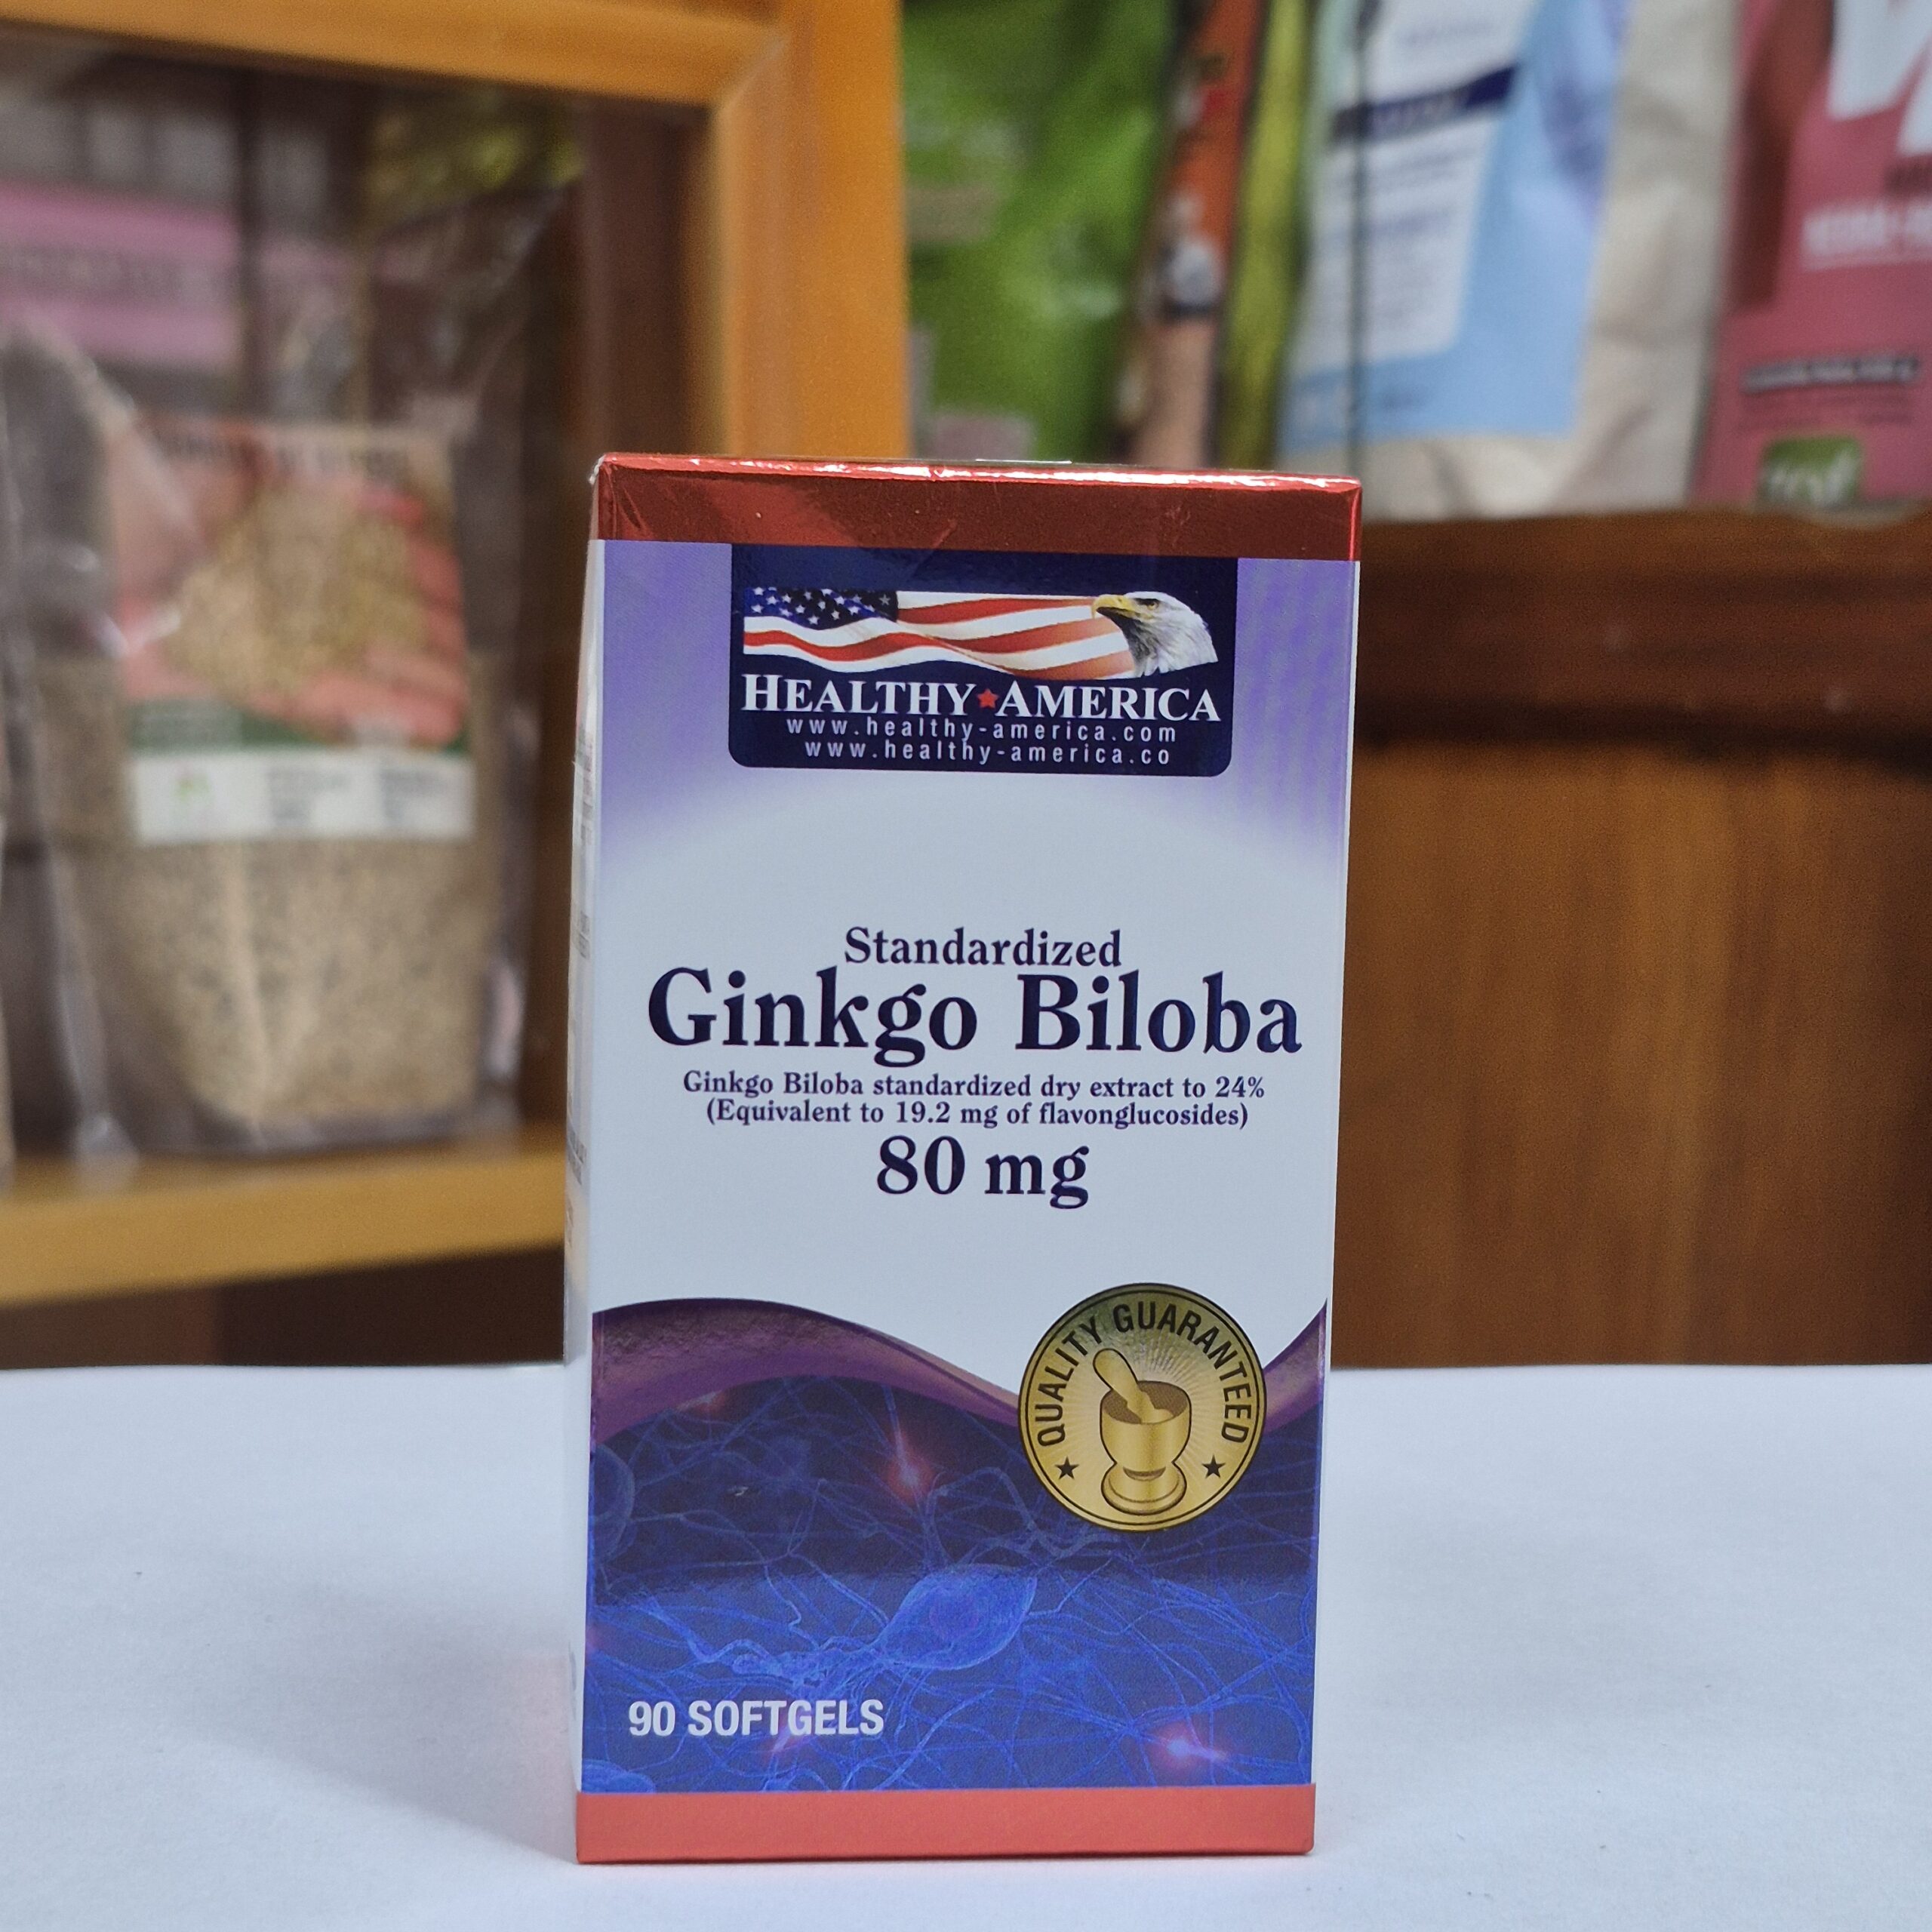 HEALTHY★AMERICA
www.healthy-america.com
www.healthy-america.co
Standardized
Ginkgo Biloba
Ginkgo Biloba standardized dry extract to 24%
(Equivalent to 19.2 mg of flavonglucosides)
80 mg
QUALITY GUARANTEED
90 SOFTGELS